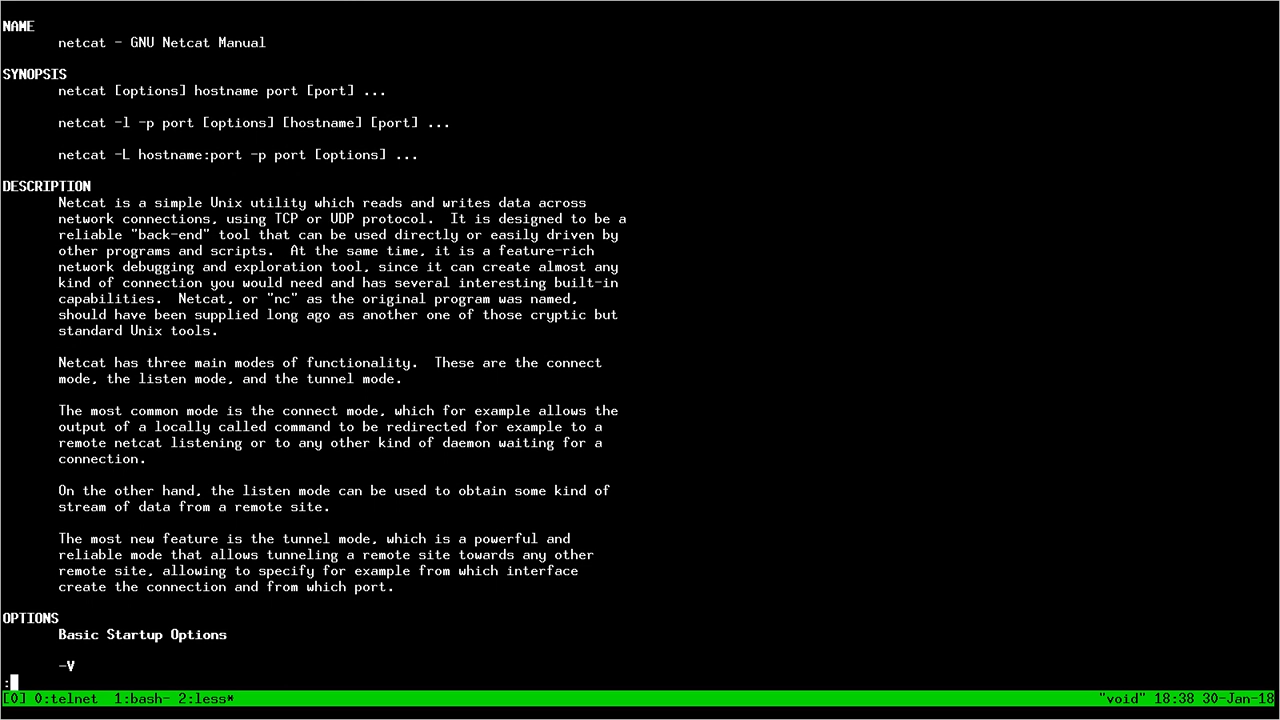 NAME
netcat - GNU Netcat Manual
SYNOPSIS
netcat [options] hostname port [port] ...
netcat -l -p port [options] [hostname] [port] ...
netcat -L hostname:port -p port [options] ...
DESCRIPTION
Netcat is a simple Unix utility which reads and writes data across
network connections, using TCP or UDP protocol.  It is designed to be a
reliable "back-end" tool that can be used directly or easily driven by
other programs and scripts.  At the same time, it is a feature-rich
network debugging and exploration tool, since it can create almost any
kind of connection you would need and has several interesting built-in
capabilities.  Netcat, or "nc" as the original program was named,
should have been supplied long ago as another one of those cryptic but
standard Unix tools.
Netcat has three main modes of functionality.  These are the connect
mode, the listen mode, and the tunnel mode.
The most common mode is the connect mode, which for example allows the
output of a locally called command to be redirected for example to a
remote netcat listening or to any other kind of daemon waiting for a
connection.
On the other hand, the listen mode can be used to obtain some kind of
stream of data from a remote site.
The most new feature is the tunnel mode, which is a powerful and
reliable mode that allows tunneling a remote site towards any other
remote site, allowing to specify for example from which interface
create the connection and from which port.
OPTIONS
Basic Startup Options
-V
:
[0] 0:telnet  1:bash- 2:less* "void" 18:38 30-Jan-18